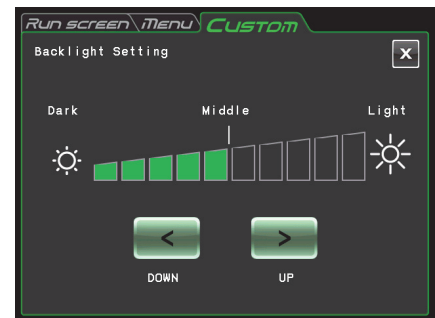 Run screen Menu Custom
Backlight Setting X
Dark Middle Light
< >
DOWN UP